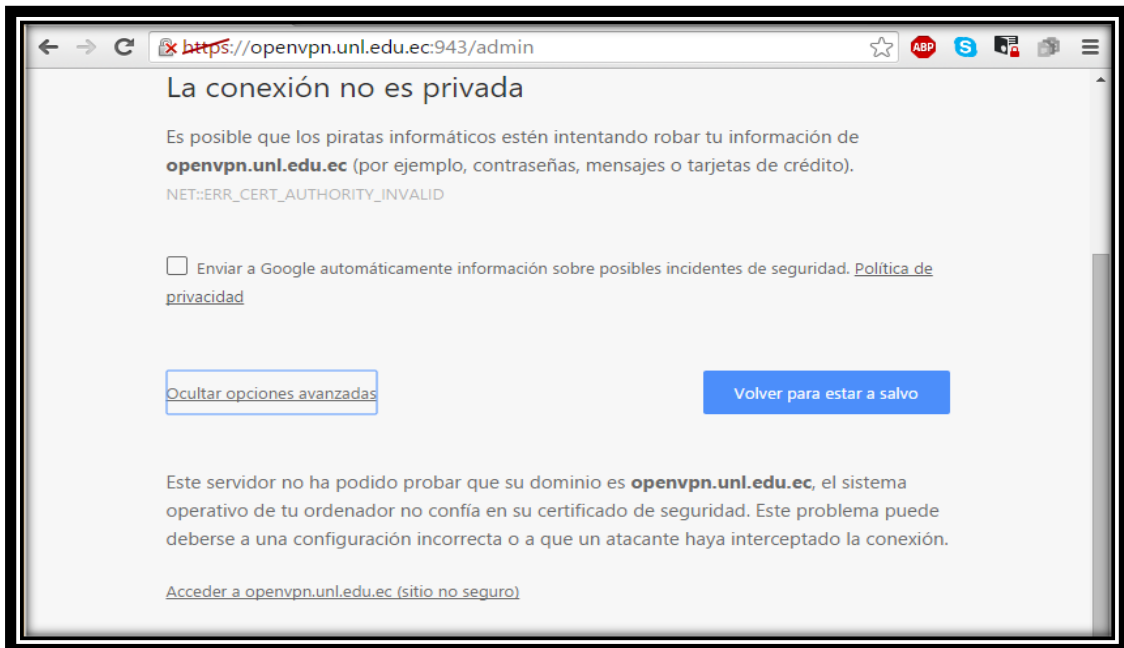 https://openvpn.unl.edu.ec:943/admin
ABP
La conexión no es privada
Es posible que los piratas informáticos estén intentando robar tu información de
openvpn.unl.edu.ec (por ejemplo, contraseñas, mensajes o tarjetas de crédito).
NET::ERR_CERT_AUTHORITY_INVALID
Enviar a Google automáticamente información sobre posibles incidentes de seguridad. Política de
privacidad
Ocultar opciones avanzadas
Volver para estar a salvo
Este servidor no ha podido probar que su dominio es openvpn.unl.edu.ec, el sistema
operativo de tu ordenador no confía en su certificado de seguridad. Este problema puede
deberse a una configuración incorrecta o a que un atacante haya interceptado la conexión.
Acceder a openvpn.unl.edu.ec (sitio no seguro)